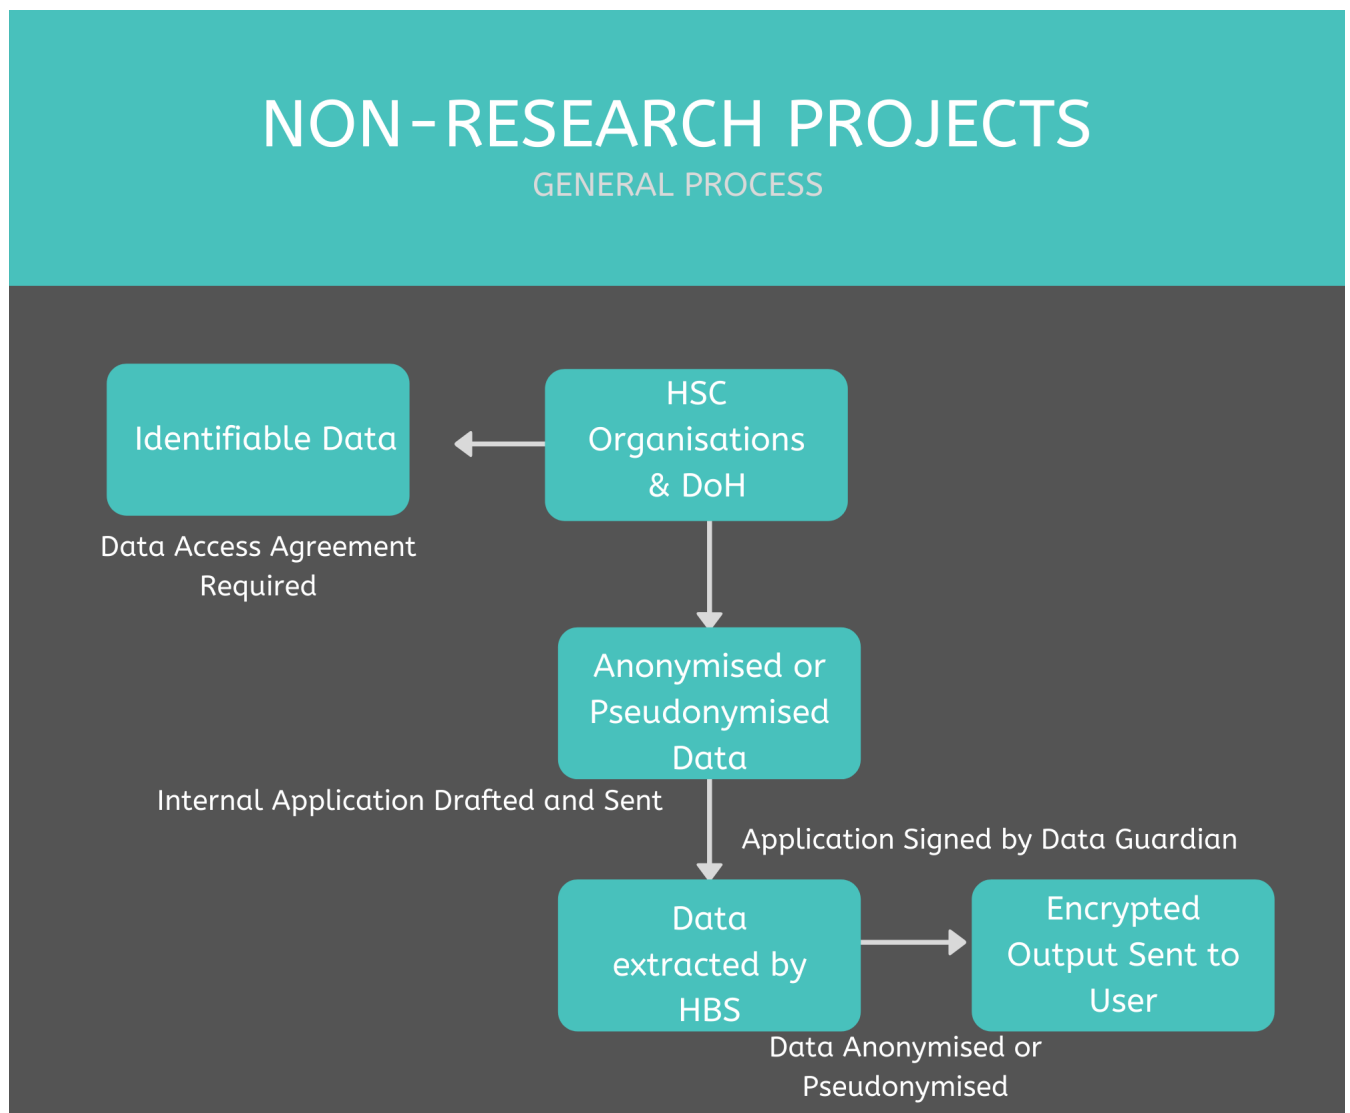 NON-RESEARCH PROJECTS
GENERAL PROCESS
Identifiable Data
Data Access Agreement
Required
HSC
Organisations
& DoH
Anonymised or
Pseudonymised
Data
Internal Application Drafted and Sent
Application Signed by Data Guardian
Data
extracted by
HBS
Encrypted
Output Sent to
User
Data Anonymised or
Pseudonymised